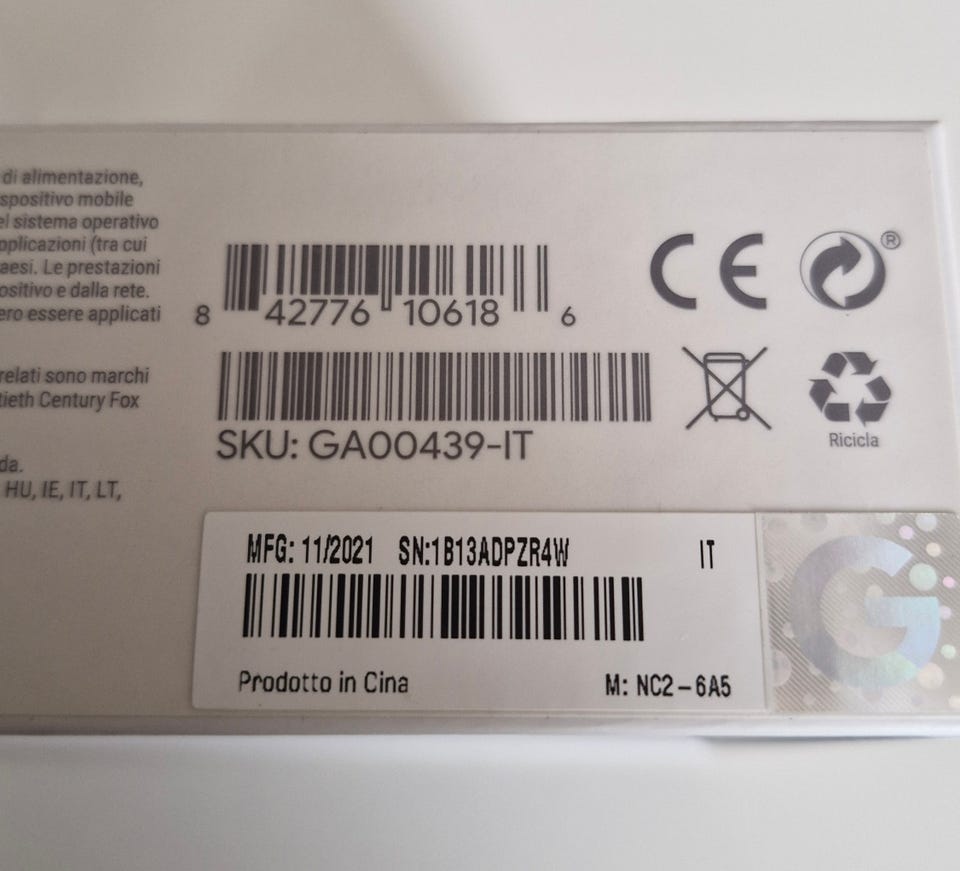 di alimentazione,
spositivo mobile
el sistema operativo
pplicazioni (tra cui
aesi. Le prestazioni
ositivo e dalla rete.
ero essere applicati
relati sono marchi
tieth Century Fox
da.
HU, IE, IT, LT,
8 42776 10618 6
SKU: GA00439-IT
CE
®
Ricicla
MFG: 11/2021 SN:1B13ADPZR4W IT
Prodotto in Cina M: NC2-6A5
G